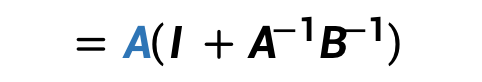 = A(I + A⁻¹B⁻¹)